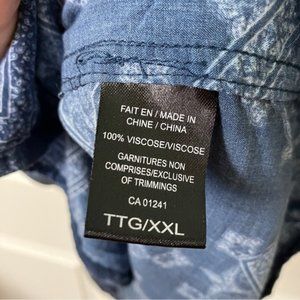 FAIT EN / MADE IN
CHINE / CHINA
100% VISCOSE/VISCOSE
GARNITURES NON
COMPRISES/EXCLUSIVE
OF TRIMMINGS
CA 01241
TTG/XXL